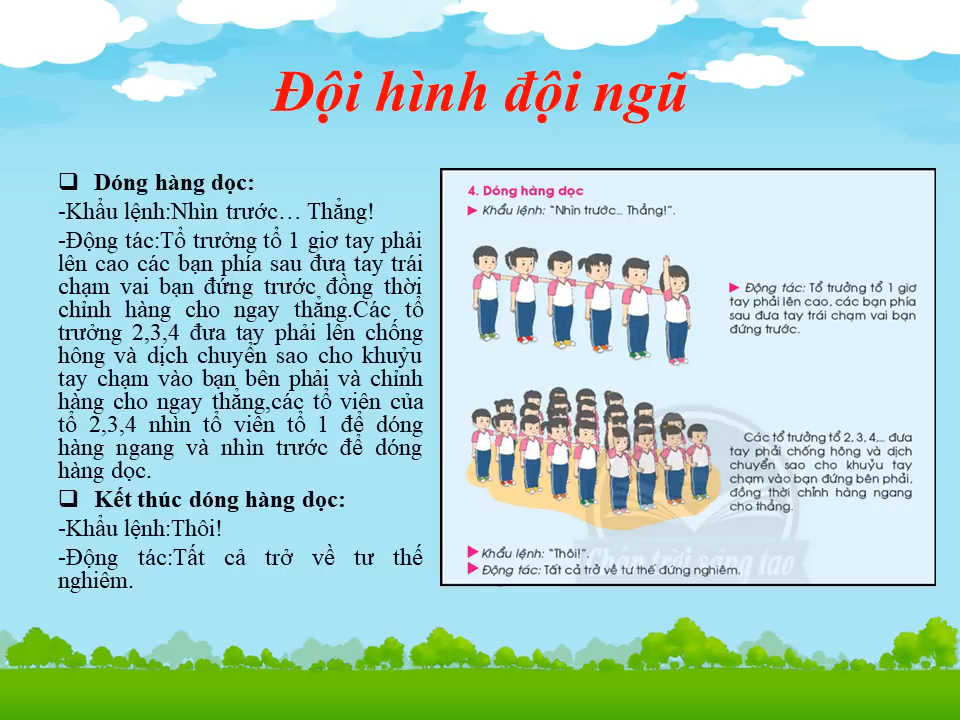 Đội hình đội ngũ
❑ Dóng hàng dọc:
-Khẩu lệnh:Nhìn trước… Thẳng!
-Động tác:Tổ trưởng tổ 1 giơ tay phải
lên cao các bạn phía sau đưa tay trái
chạm vai bạn đứng trước đồng thời
chỉnh hàng cho ngay thẳng.Các tổ
trưởng 2,3,4 đưa tay phải lên chống
hông và dịch chuyển sao cho khuỷu
tay chạm vào bạn bên phải và chỉnh
hàng cho ngay thẳng,các tổ viên của
tổ 2,3,4 nhìn tổ viên tổ 1 để dóng
hàng ngang và nhìn trước để dóng
hàng dọc.
❑ Kết thúc dóng hàng dọc:
-Khẩu lệnh:Thôi!
-Động tác:Tất cả trở về tư thế
nghiêm.
4. Dóng hàng dọc
► Khẩu lệnh: “Nhìn trước... Thẳng!”.
► Động tác: Tổ trưởng tổ 1 giơ
tay phải lên cao, các bạn phía
sau đưa tay trái chạm vai bạn
đứng trước.
Các tổ trưởng tổ 2, 3, 4,... đưa
tay phải chống hông và dịch
chuyển sao cho khuỷu tay
chạm vào bạn đứng bên phải,
đồng thời chỉnh hàng ngang
cho thẳng.
► Khẩu lệnh: “Thôi!”.
► Động tác: Tất cả trở về tư thế đứng nghiêm.
Chân trời sáng tạo